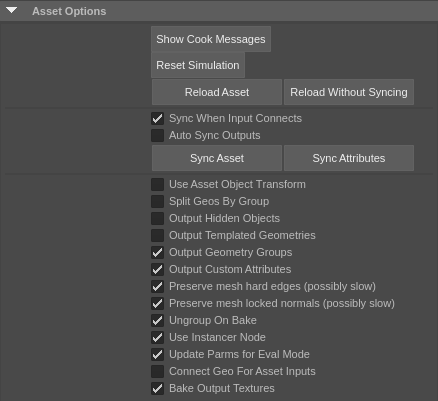 Asset Options
Show Cook Messages
Reset Simulation
Reload Asset Reload Without Syncing
Sync When Input Connects
Auto Sync Outputs
Sync Asset Sync Attributes
Use Asset Object Transform
Split Geos By Group
Output Hidden Objects
Output Templated Geometries
Output Geometry Groups
Output Custom Attributes
Preserve mesh hard edges (possibly slow)
Preserve mesh locked normals (possibly slow)
Ungroup On Bake
Use Instancer Node
Update Parms for Eval Mode
Connect Geo For Asset Inputs
Bake Output Textures